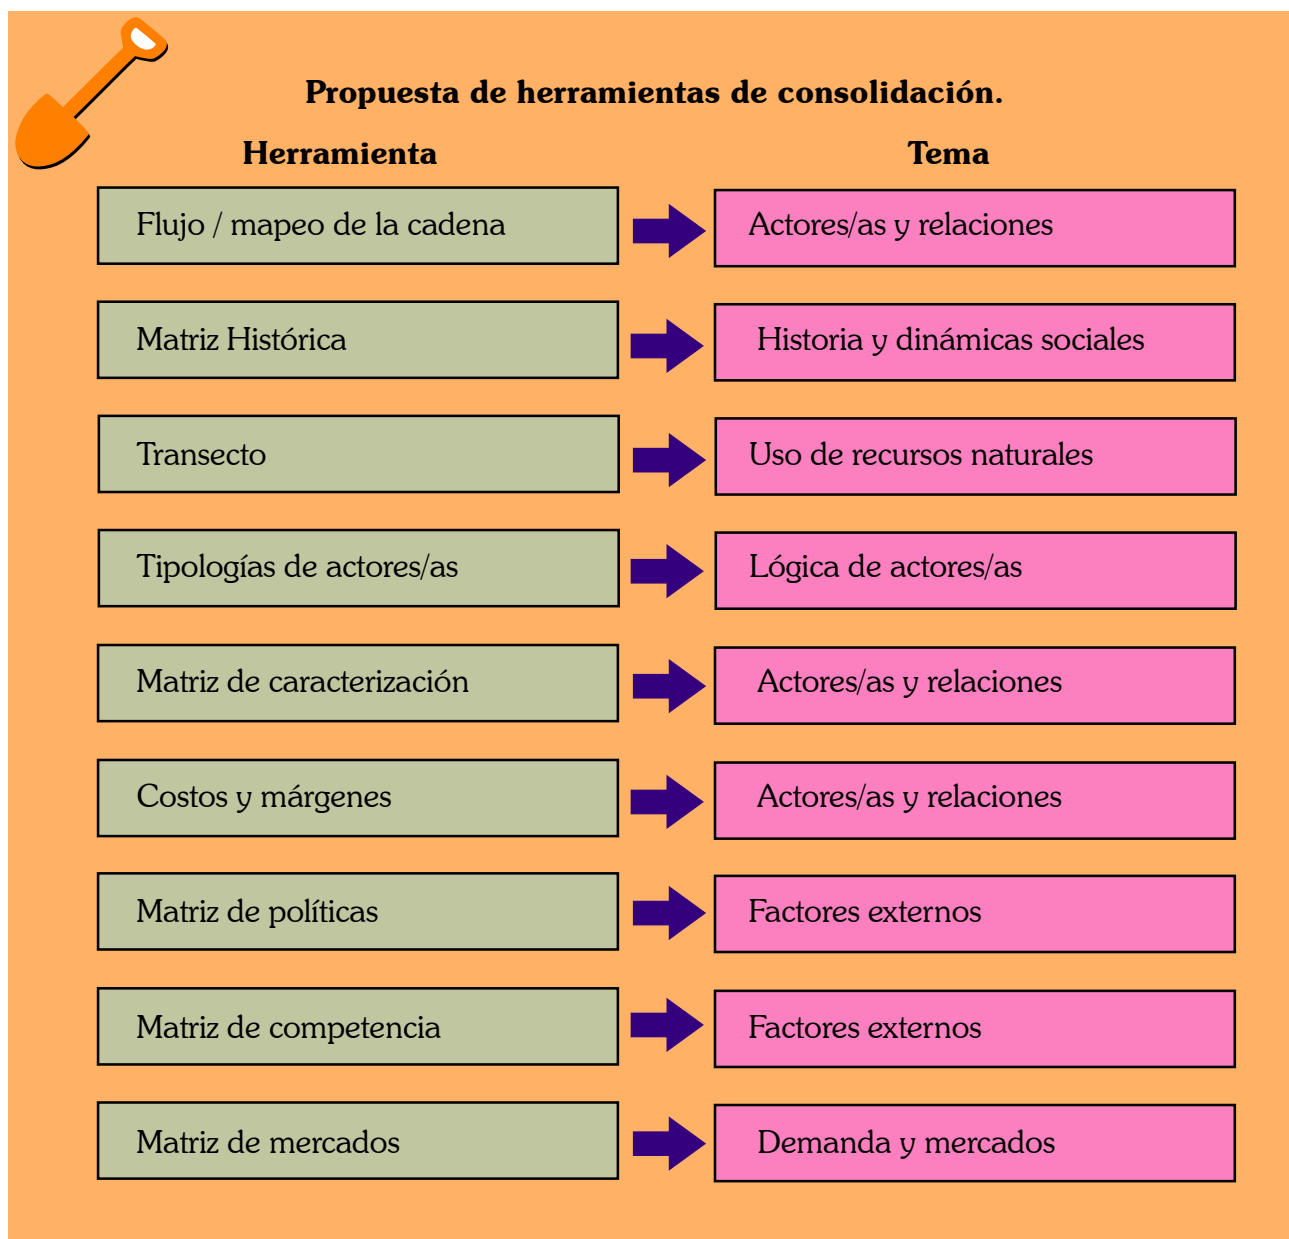 Propuesta de herramientas de consolidación.
Herramienta Tema
Flujo / mapeo de la cadena Actores/as y relaciones
Matriz Histórica Historia y dinámicas sociales
Transecto Uso de recursos naturales
Tipologías de actores/as Lógica de actores/as
Matriz de caracterización Actores/as y relaciones
Costos y márgenes Actores/as y relaciones
Matriz de políticas Factores externos
Matriz de competencia Factores externos
Matriz de mercados Demanda y mercados